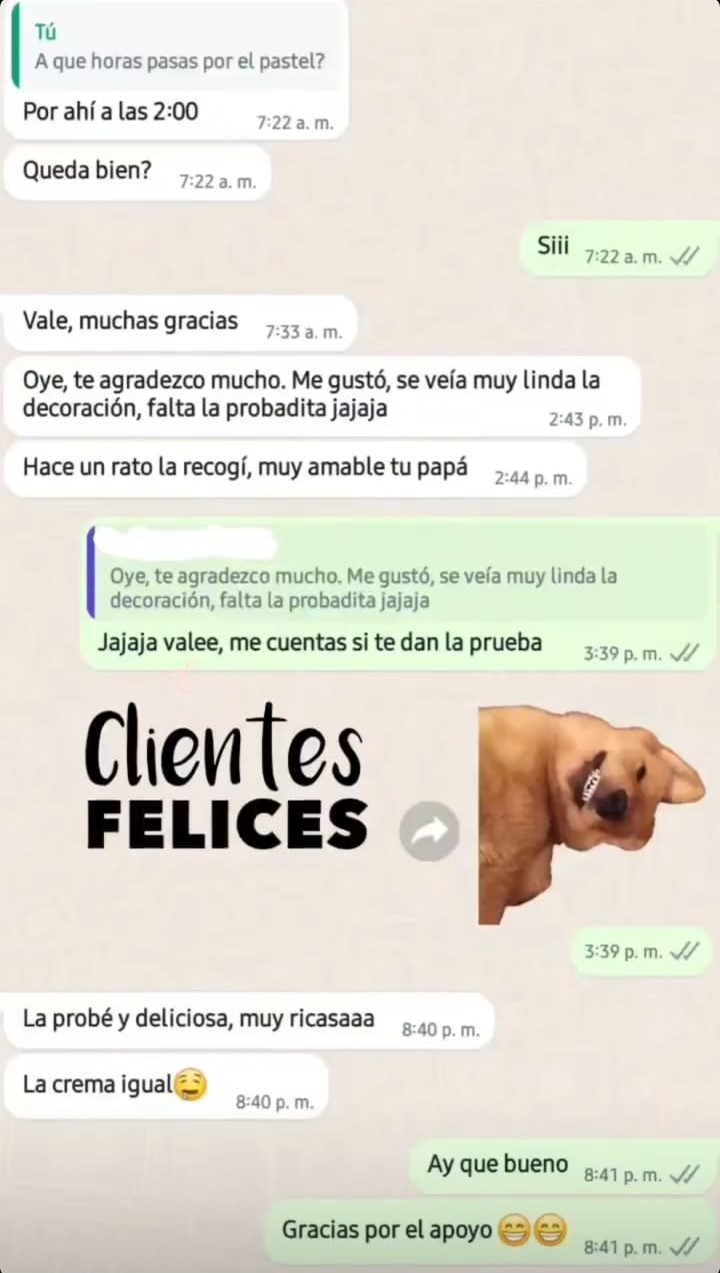 Tú
A que horas pasas por el pastel?
Por ahí a las 2:00
7:22 a. m.
Queda bien?
7:22 a. m.
Siii
7:22 a. m.
Vale, muchas gracias
7:33 a. m.
Oye, te agradezco mucho. Me gustó, se veía muy linda la
decoración, falta la probadita jajaja
2:43 p. m.
Hace un rato la recogí, muy amable tu papá
2:44 p. m.
Oye, te agradezco mucho. Me gustó, se veía muy linda la
decoración, falta la probadita jajaja
Jajaja valee, me cuentas si te dan la prueba
3:39 p. m.
Clientes
FELICES
3:39 p. m.
La probé y deliciosa, muy ricasaaa
8:40 p. m.
La crema igual🤤
8:40 p. m.
Ay que bueno
8:41 p. m.
Gracias por el apoyo 😁😁
8:41 p. m.